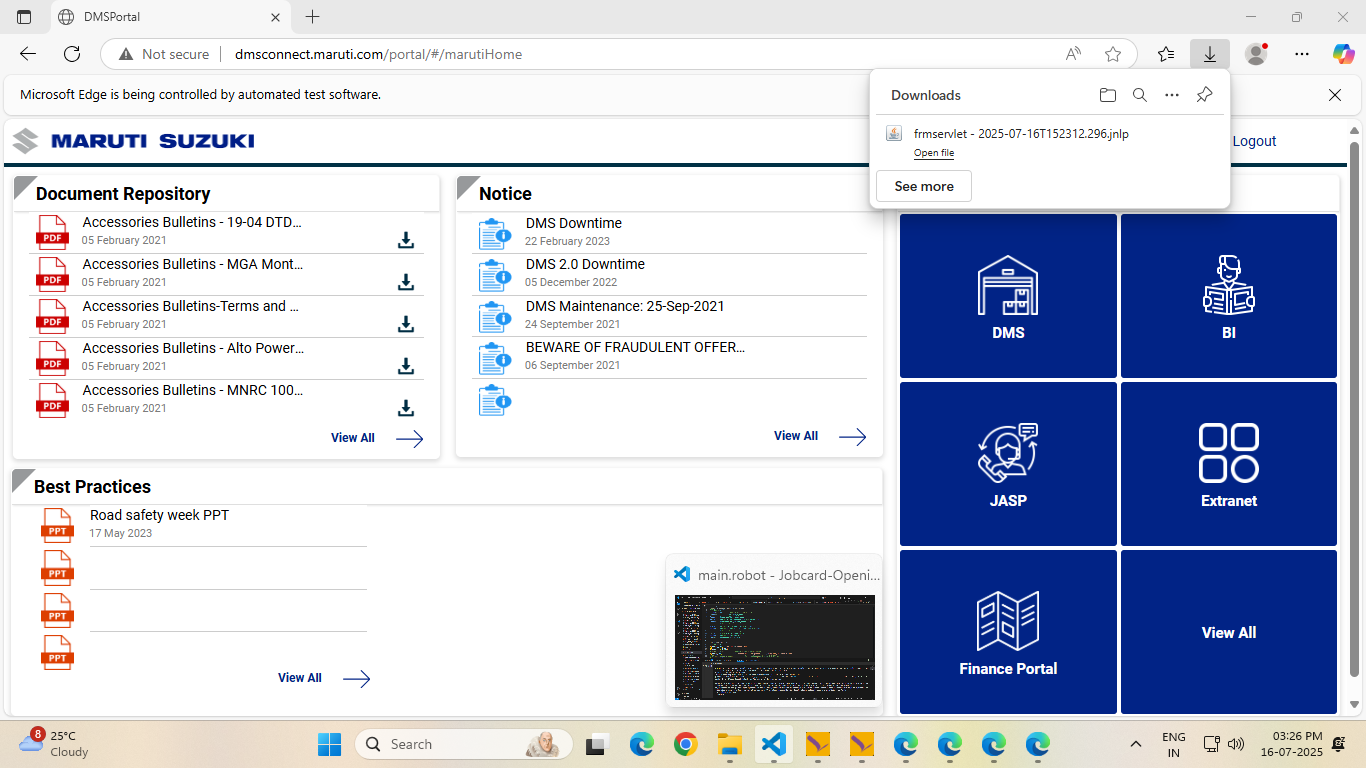 DMSPortal
Not secure
dmsconnect.maruti.com/portal/#/marutiHome
Microsoft Edge is being controlled by automated test software.
Downloads
frmservlet - 2025-07-16T152312.296.jnlp
Open file
See more
MARUTI SUZUKI
Logout
Document Repository
Accessories Bulletins - 19-04 DTD...
05 February 2021
Accessories Bulletins - MGA Mont...
05 February 2021
Accessories Bulletins-Terms and ...
05 February 2021
Accessories Bulletins - Alto Power...
05 February 2021
Accessories Bulletins - MNRC 100...
05 February 2021
PDF
PDF
PDF
PDF
PDF
View All
Notice
DMS Downtime
22 February 2023
DMS 2.0 Downtime
05 December 2022
DMS Maintenance: 25-Sep-2021
24 September 2021
BEWARE OF FRAUDULENT OFFER...
06 September 2021
View All
Best Practices
Road safety week PPT
17 May 2023
PPT
PPT
PPT
PPT
View All
DMS
BI
JASP
Extranet
Finance Portal
View All
main.robot - Jobcard-Openi...
8
25°C
Cloudy
Search
ENG
IN
03:26 PM
16-07-2025